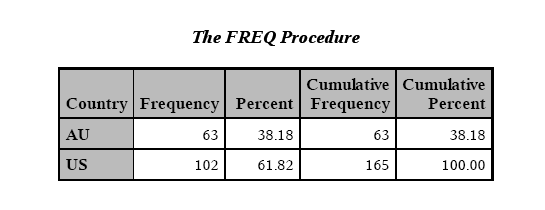 The FREQ Procedure
Country Frequency Percent Cumulative Frequency Cumulative Percent
AU 63 38.18 63 38.18
US 102 61.82 165 100.00